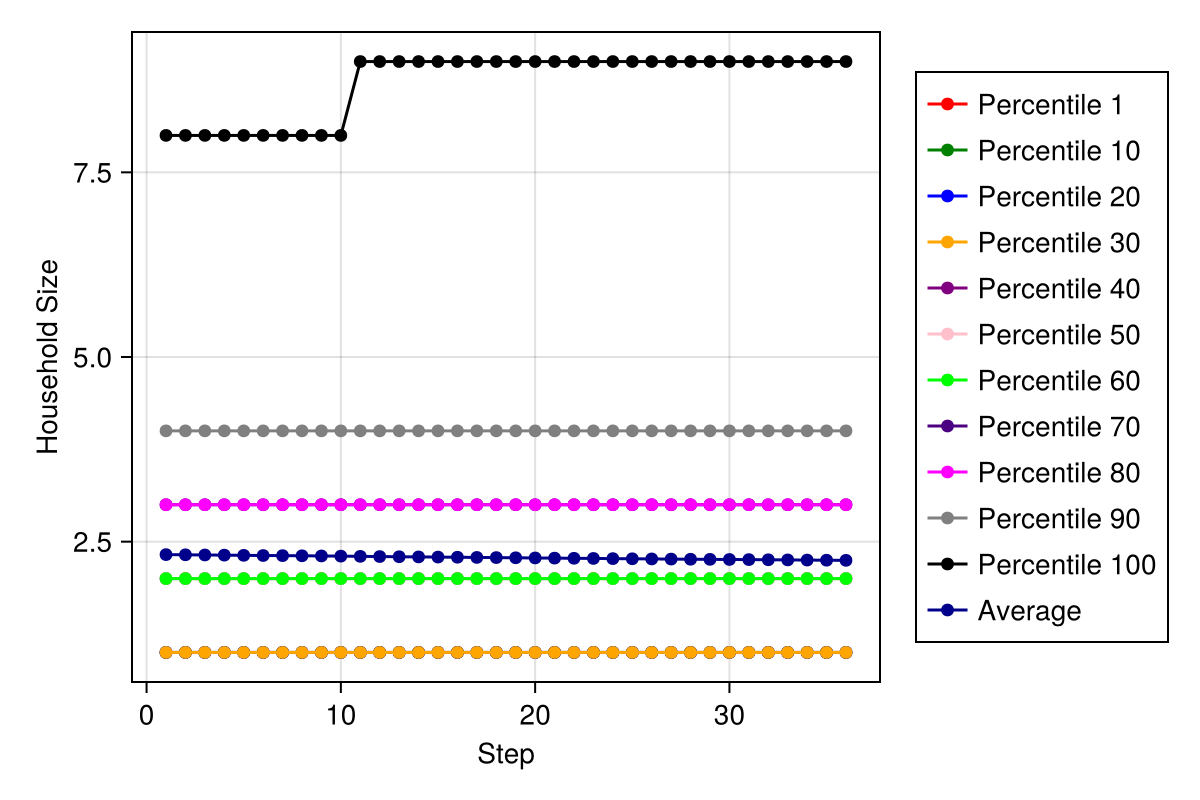 7.5
5.0
2.5
Household Size
0
10
20
30
Step
Percentile 1
Percentile 10
Percentile 20
Percentile 30
Percentile 40
Percentile 50
Percentile 60
Percentile 70
Percentile 80
Percentile 90
Percentile 100
Average